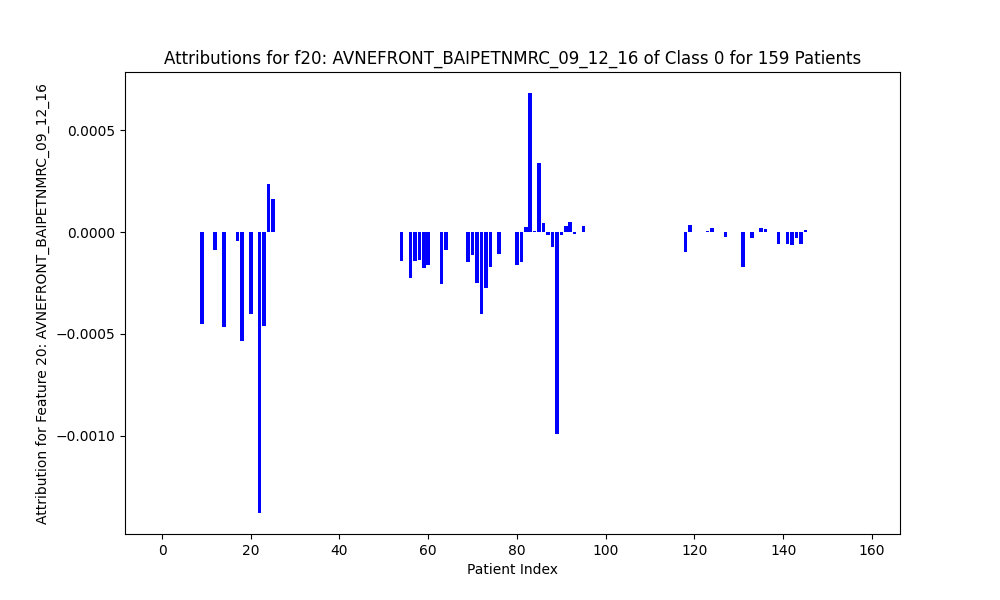 Attributions for f20: AVNEFRONT_BAIPETNMRC_09_12_16 of Class 0 for 159 Patients
Attribution for Feature 20: AVNEFRONT_BAIPETNMRC_09_12_16
0.0005
0.0000
−0.0005
−0.0010
0 20 40 60 80 100 120 140 160
Patient Index